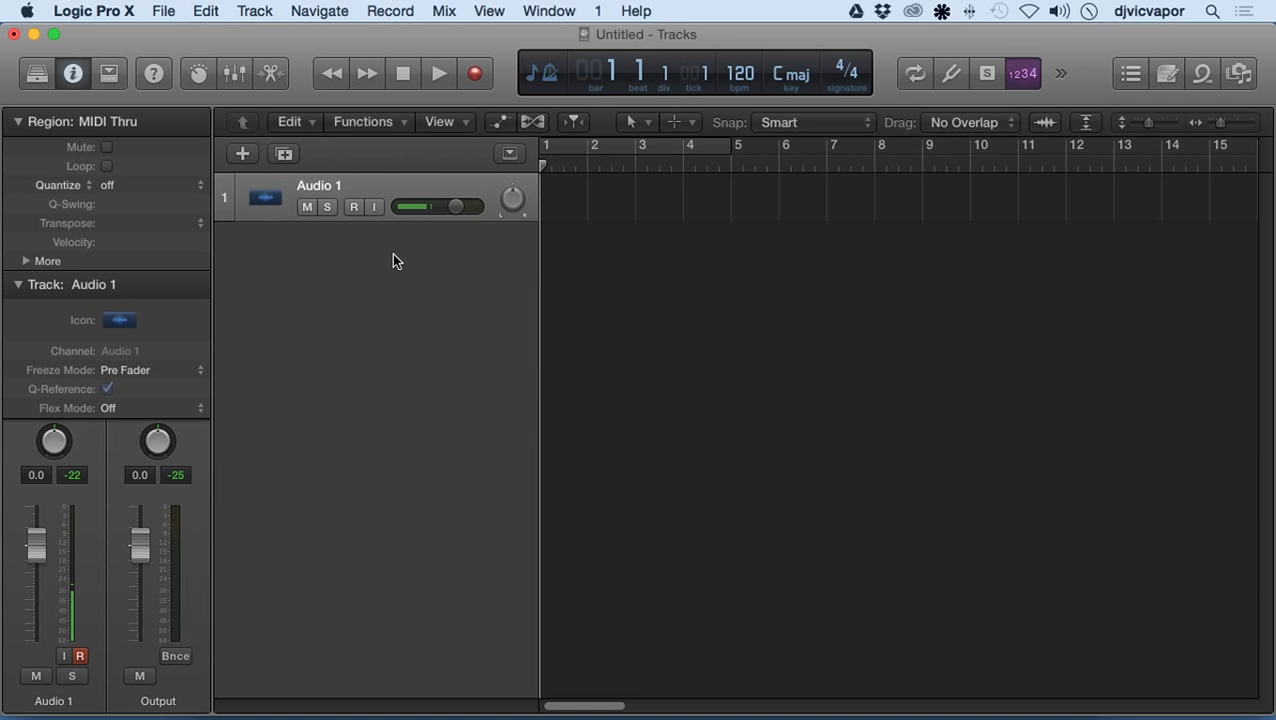 Logic Pro X File Edit Track Navigate Record Mix View Window 1 Help djvicvapor
Untitled - Tracks
001 1 1 001 120 C maj 4/4
bar beat div tick bpm key signature
S 1234
Region: MIDI Thru
Edit Functions View Snap: Smart Drag: No Overlap
Mute:
Loop:
Quantize off
Q-Swing:
Transpose:
Velocity:
More
1 2 3 4 5 6 7 8 9 10 11 12 13 14 15
1 Audio 1
M S R I
L R
Track: Audio 1
Icon:
Channel: Audio 1
Freeze Mode: Pre Fader
Q-Reference:
Flex Mode: Off
0.0 -22 0.0 -25
I R Bnce
M S M
Audio 1 Output